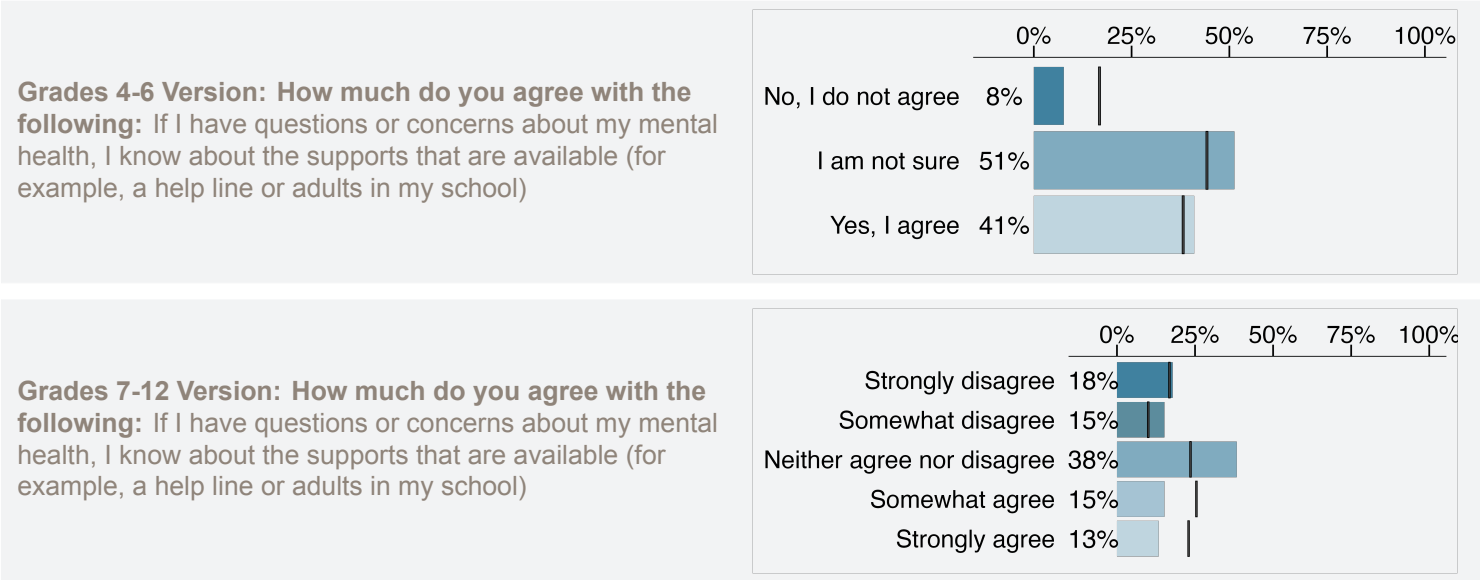 Grades 4-6 Version: How much do you agree with the
following: If I have questions or concerns about my mental
health, I know about the supports that are available (for
example, a help line or adults in my school)
0% 25% 50% 75% 100%
No, I do not agree 8%
I am not sure 51%
Yes, I agree 41%
Grades 7-12 Version: How much do you agree with the
following: If I have questions or concerns about my mental
health, I know about the supports that are available (for
example, a help line or adults in my school)
0% 25% 50% 75% 100%
Strongly disagree 18%
Somewhat disagree 15%
Neither agree nor disagree 38%
Somewhat agree 15%
Strongly agree 13%